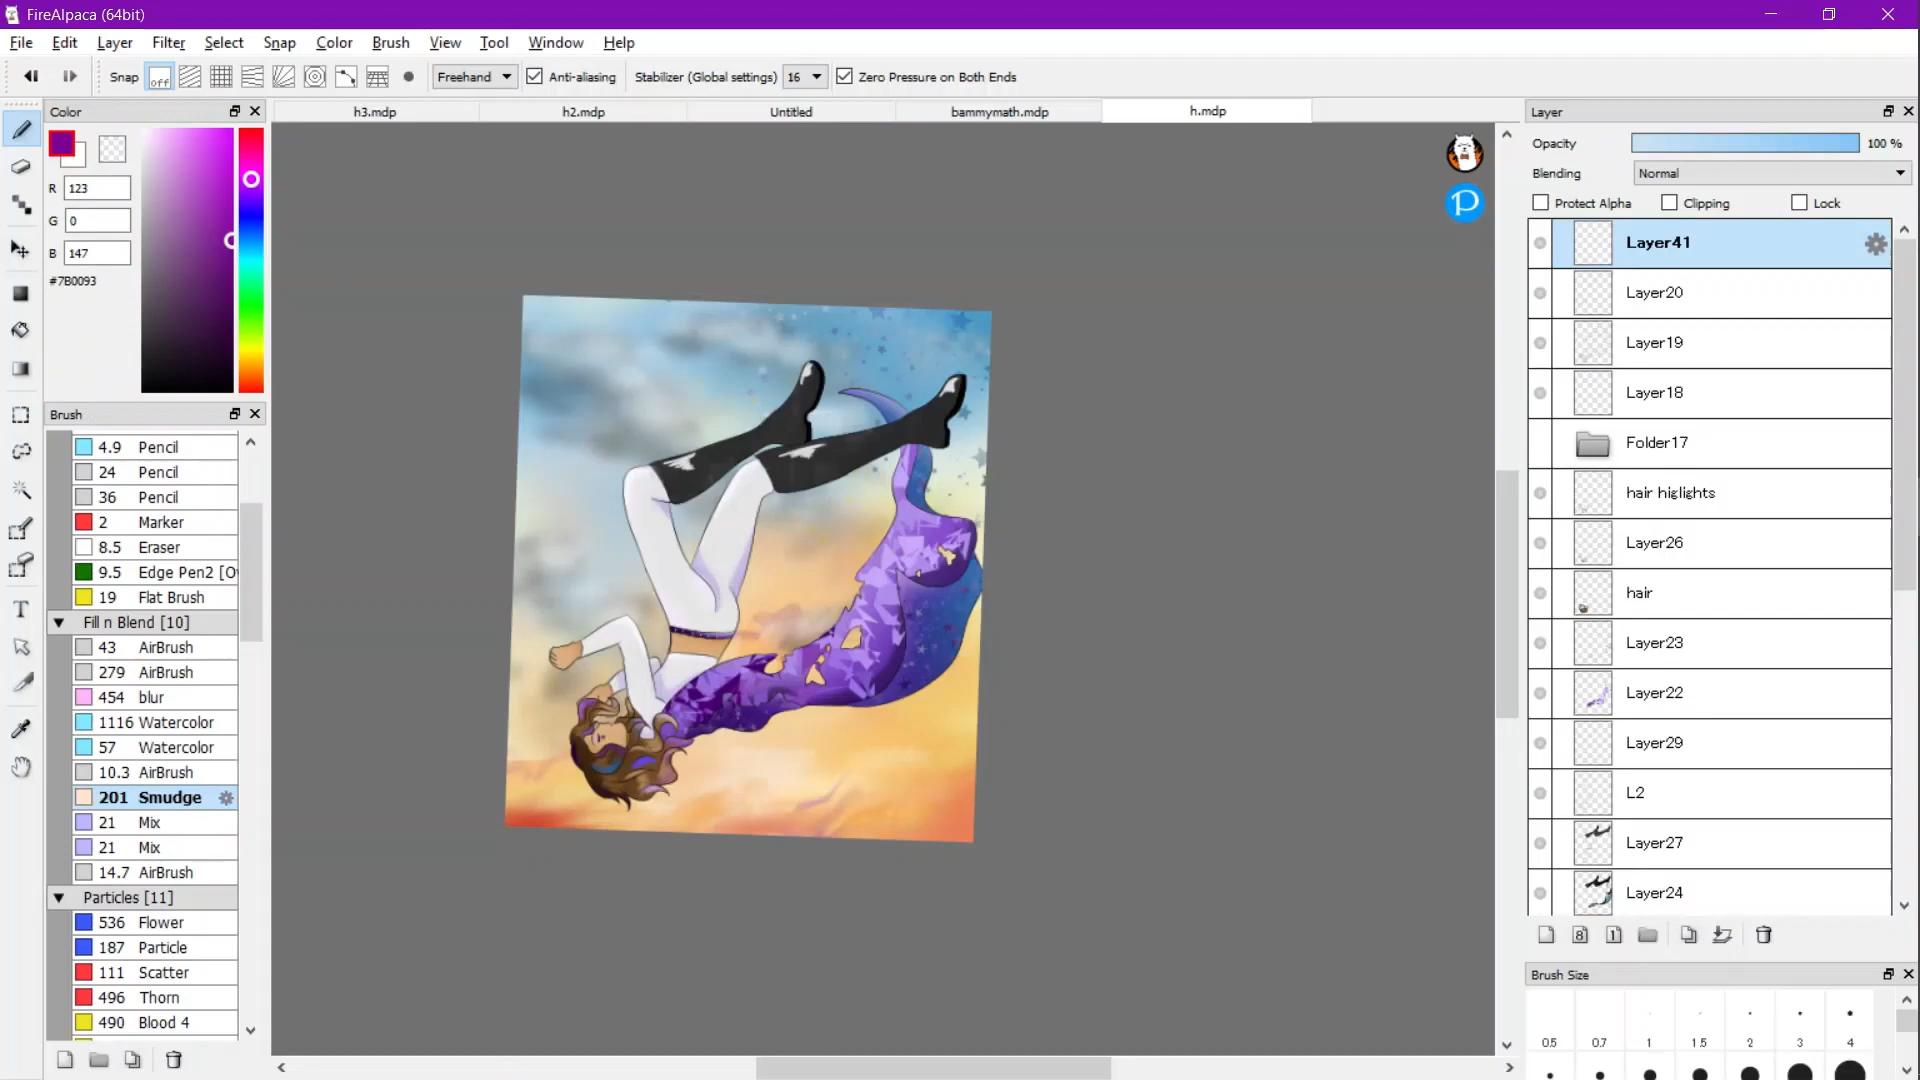 FireAlpaca (64bit)
File Edit Layer Filter Select Snap Color Brush View Tool Window Help
Snap off Freehand Anti-aliasing Stabilizer (Global settings) 16 Zero Pressure on Both Ends
Color
R 123
G 0
B 147
#7B0093
Brush
4.9 Pencil
24 Pencil
36 Pencil
2 Marker
8.5 Eraser
9.5 Edge Pen2 [O
19 Flat Brush
Fill n Blend [10]
43 AirBrush
279 AirBrush
454 blur
1116 Watercolor
57 Watercolor
10.3 AirBrush
201 Smudge
21 Mix
21 Mix
14.7 AirBrush
Particles [11]
536 Flower
187 Particle
111 Scatter
496 Thorn
490 Blood 4
h3.mdp h2.mdp Untitled bammymath.mdp h.mdp
P
Layer
Opacity 100 %
Blending Normal
Protect Alpha Clipping Lock
Layer41
Layer20
Layer19
Layer18
Folder17
hair higlights
Layer26
hair
Layer23
Layer22
Layer29
L2
Layer27
Layer24
8 1
Brush Size
0.5 0.7 1 1.5 2 3 4
T